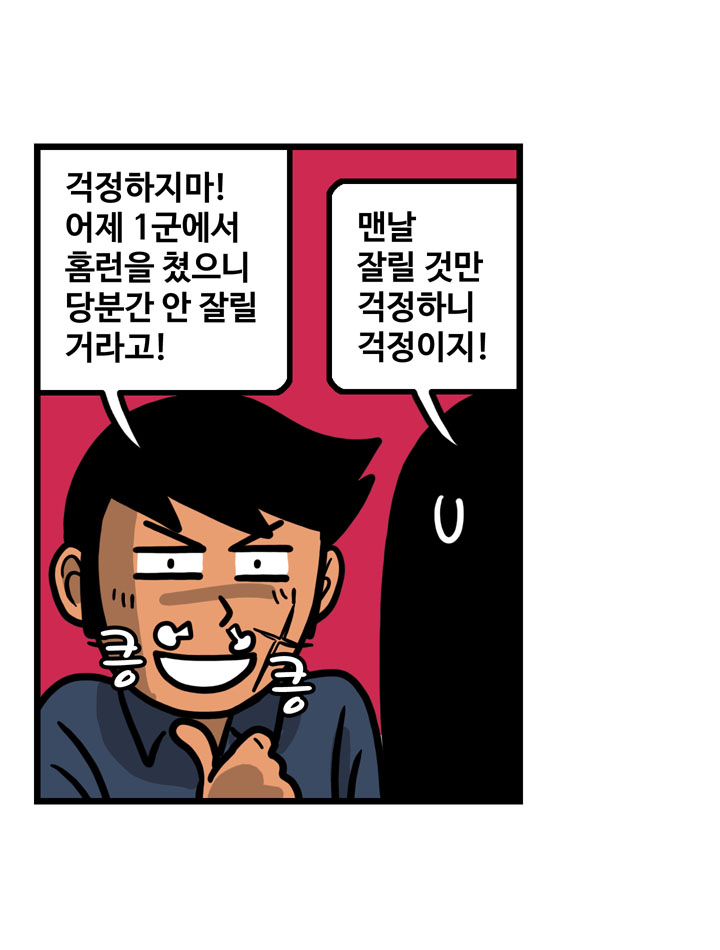 걱정하지마!
어제 1군에서
홈런을 쳤으니
당분간 안 잘릴
거라고!
맨날
잘릴 것만
걱정하니
걱정이지!
킁
킁